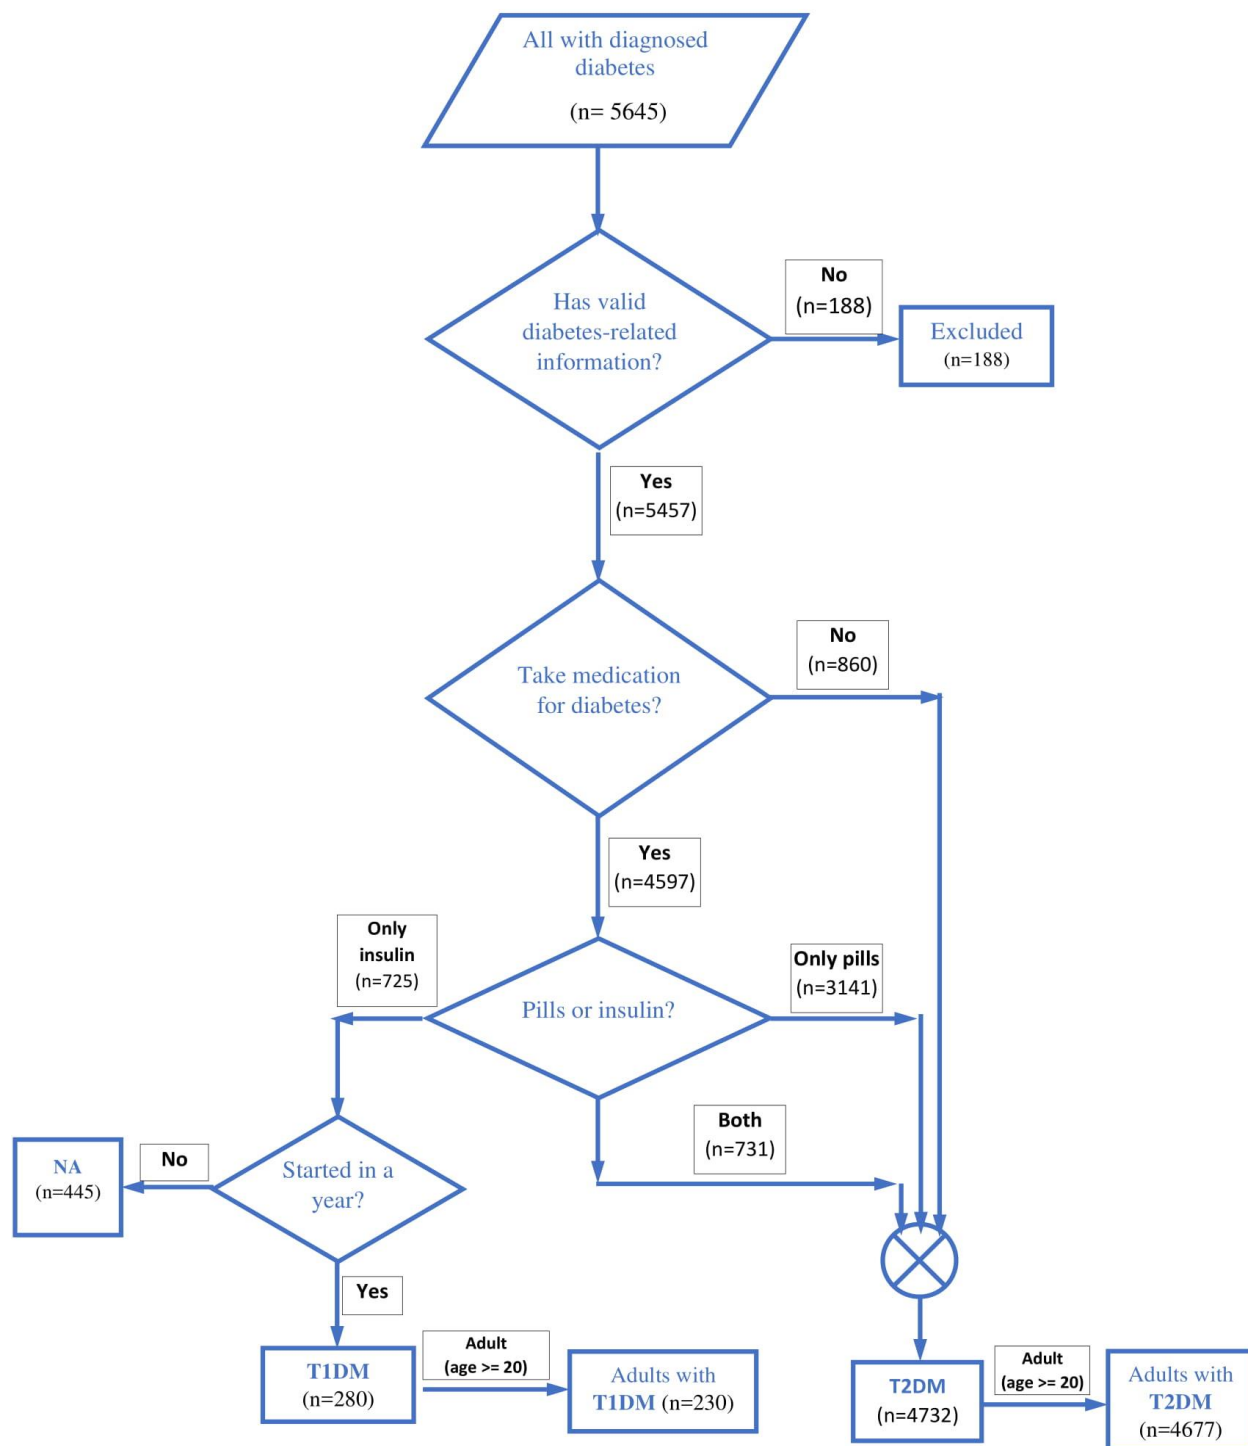 All with diagnosed
diabetes
(n= 5645)
Has valid
diabetes-related
information?
No
(n=188)
Excluded
(n=188)
Yes
(n=5457)
Take medication
for diabetes?
No
(n=860)
Yes
(n=4597)
Only
insulin
(n=725)
Pills or insulin?
Only pills
(n=3141)
Both
(n=731)
NA
(n=445)
No
Started in a
year?
Yes
T1DM
(n=280)
Adult
(age >= 20)
Adults with
T1DM (n=230)
T2DM
(n=4732)
Adult
(age >= 20)
Adults with
T2DM
(n=4677)